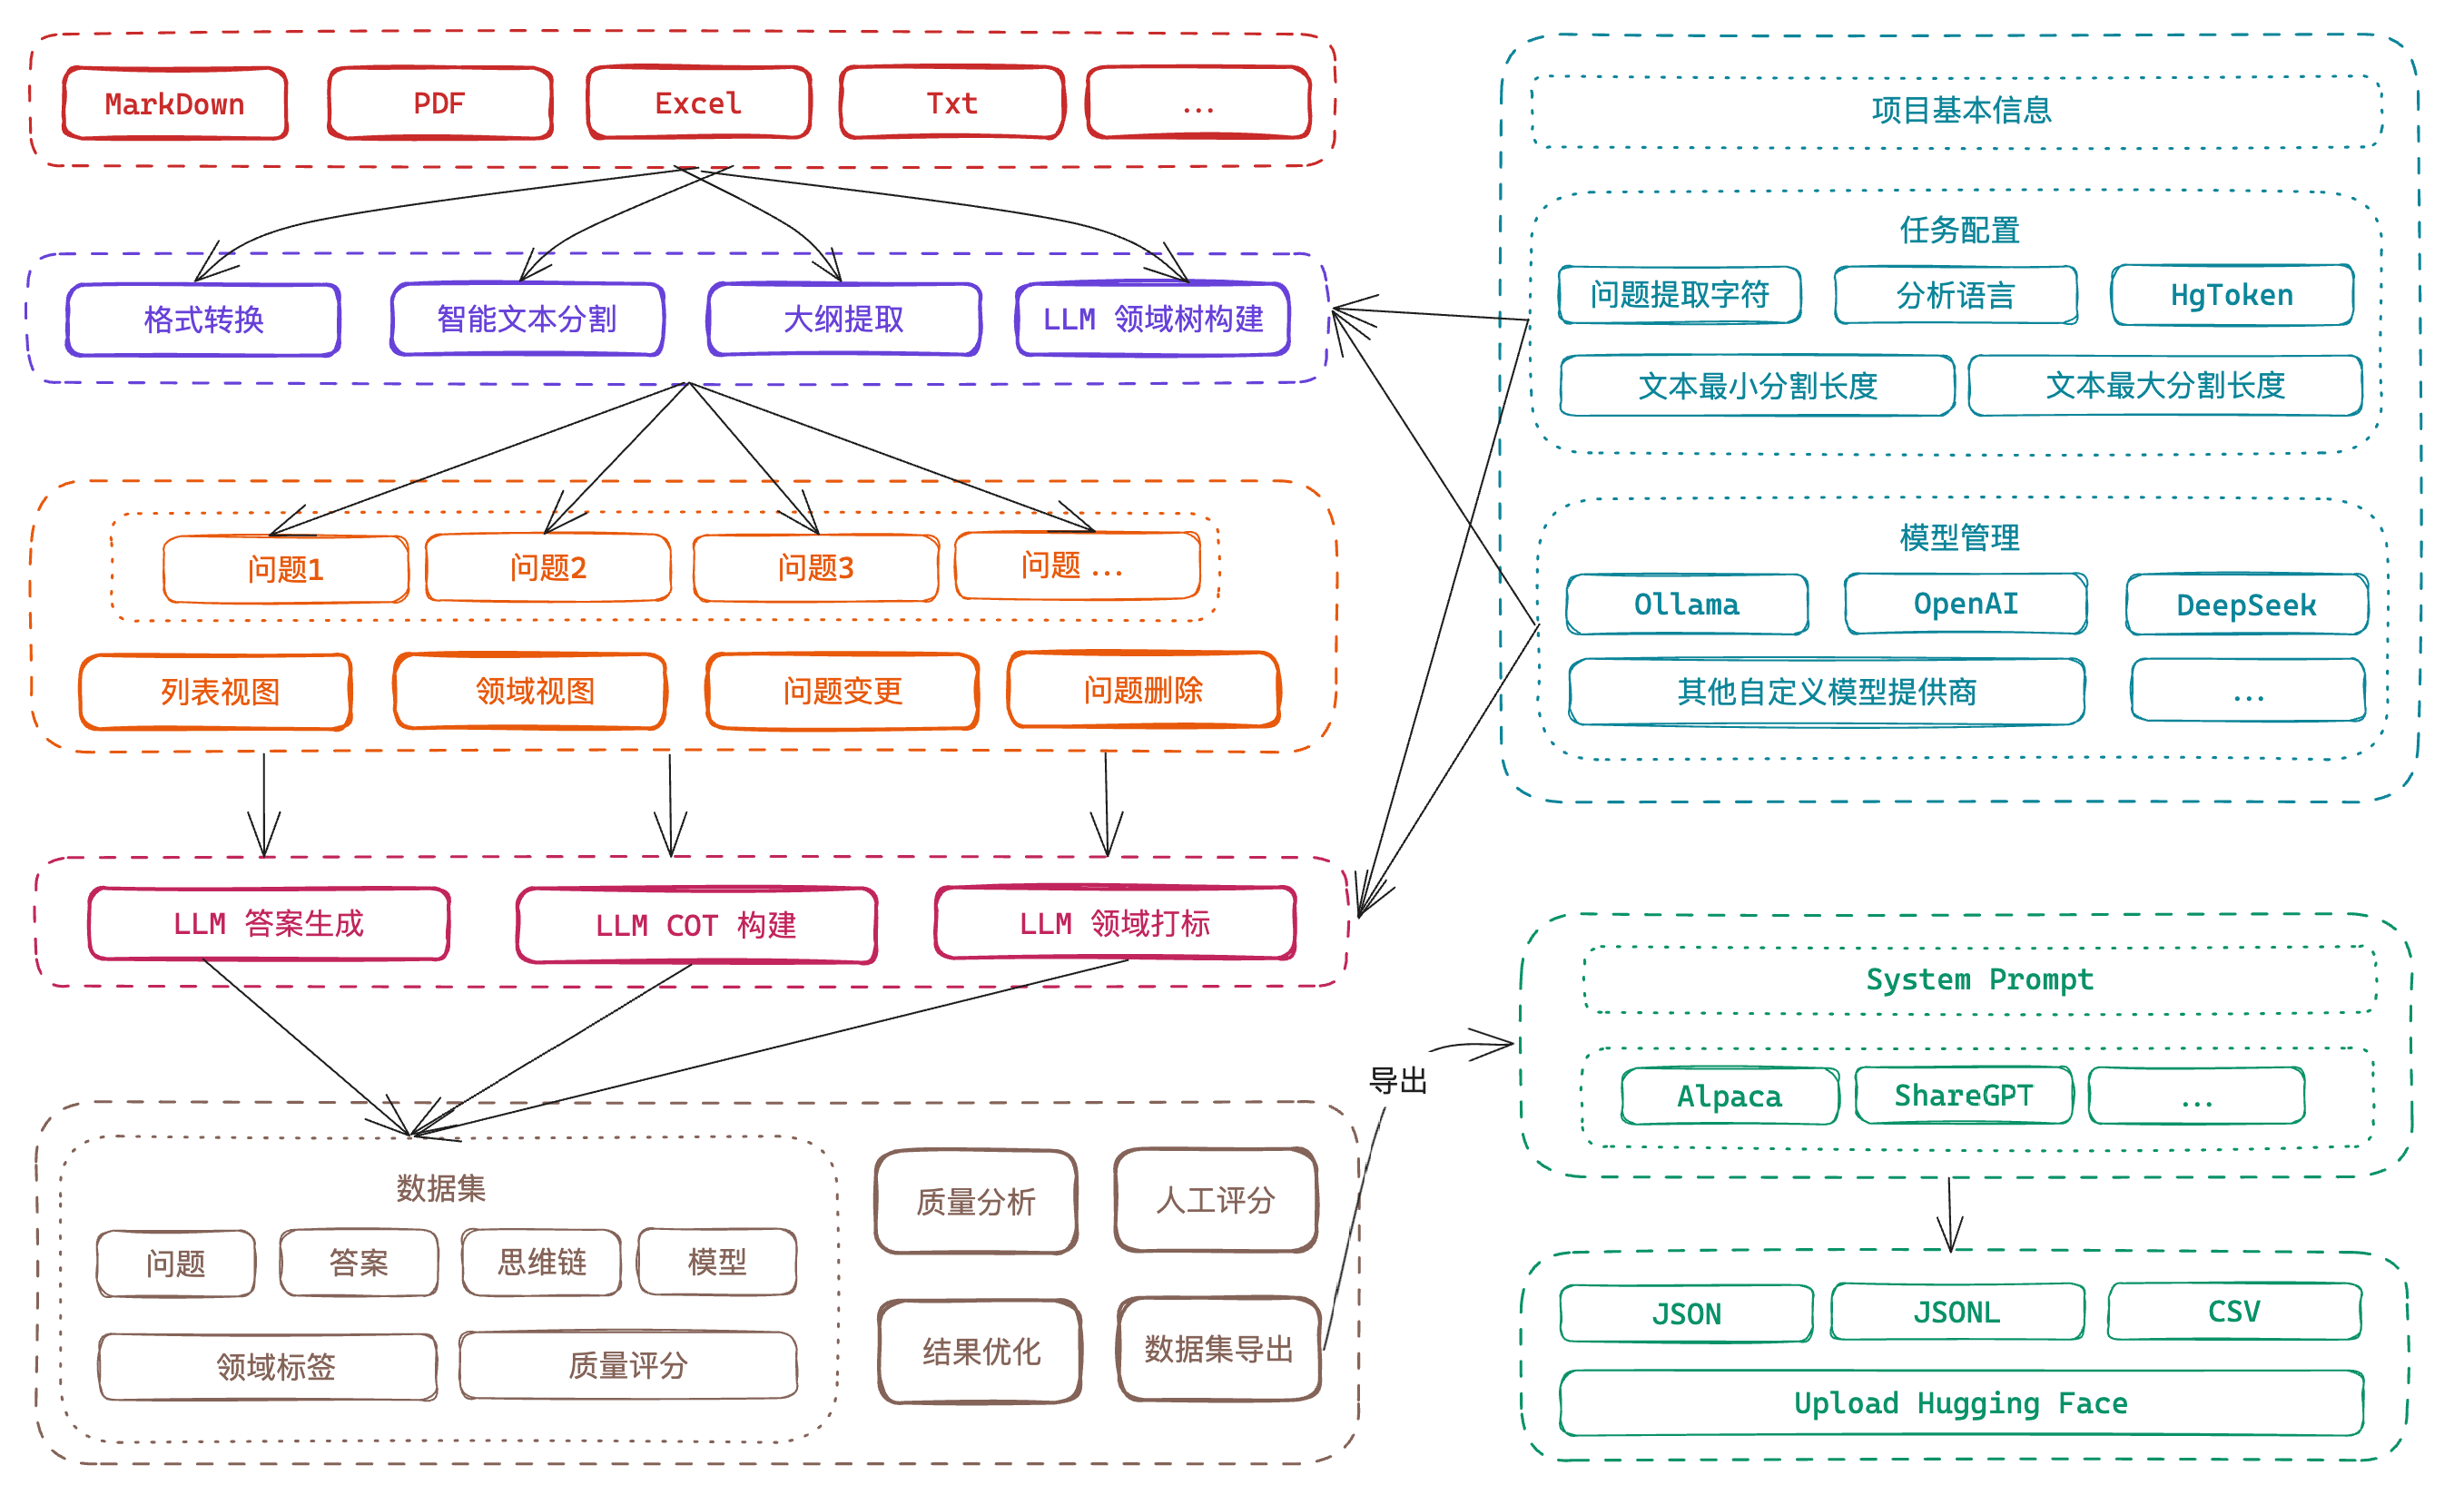 MarkDown
PDF
Excel
Txt
...
格式转换
智能文本分割
大纲提取
LLM 领域树构建
问题1
问题2
问题3
问题 ...
列表视图
领域视图
问题变更
问题删除
LLM 答案生成
LLM COT 构建
LLM 领域打标
数据集
问题
答案
思维链
模型
领域标签
质量评分
质量分析
人工评分
结果优化
数据集导出
导出
项目基本信息
任务配置
问题提取字符
分析语言
HgToken
文本最小分割长度
文本最大分割长度
模型管理
Ollama
OpenAI
DeepSeek
其他自定义模型提供商
...
System Prompt
Alpaca
ShareGPT
...
JSON
JSONL
CSV
Upload Hugging Face